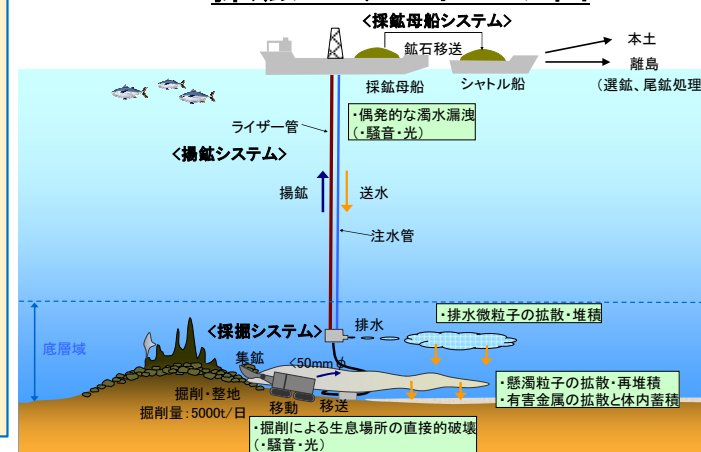 <採鉱母船システム>
鉱石移送
本土
離島
(選鉱、尾鉱処理
採鉱母船
シャトル船
・偶発的な濁水漏洩
(・騒音・光)
ライザー管
<揚鉱システム>
揚鉱
送水
注水管
・排水微粒子の拡散・堆積
<採掘システム>
排水
底層域
集鉱
<50mmφ
・懸濁粒子の拡散・再堆積
・有害金属の拡散と体内蓄積
掘削・整地
掘削量:5000t/日
移動
移送
・掘削による生息場所の直接的破壊
(・騒音・光)